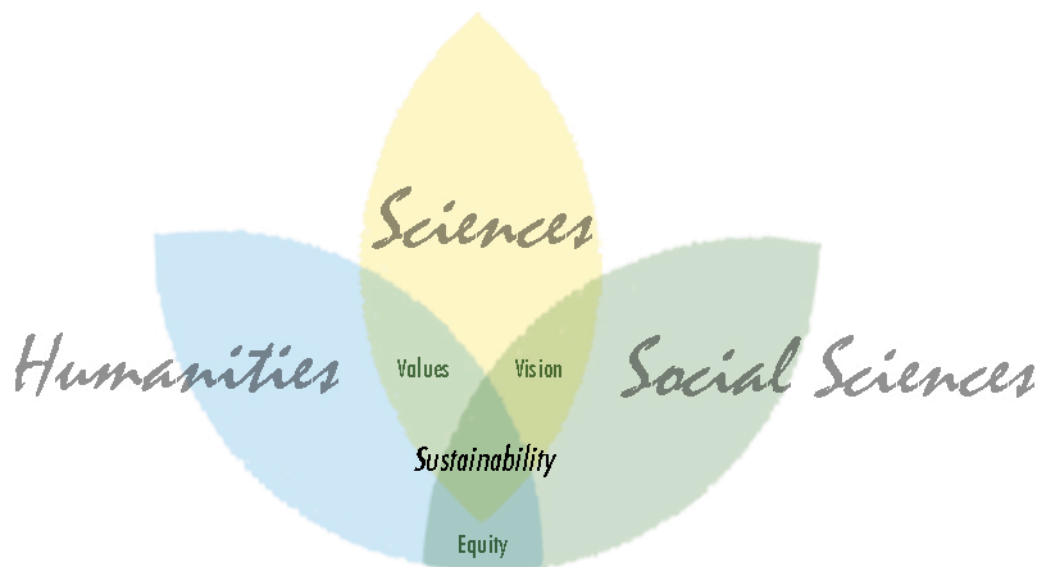 Sciences
Humanities
Values
Vision
Social Sciences
Sustainability
Equity